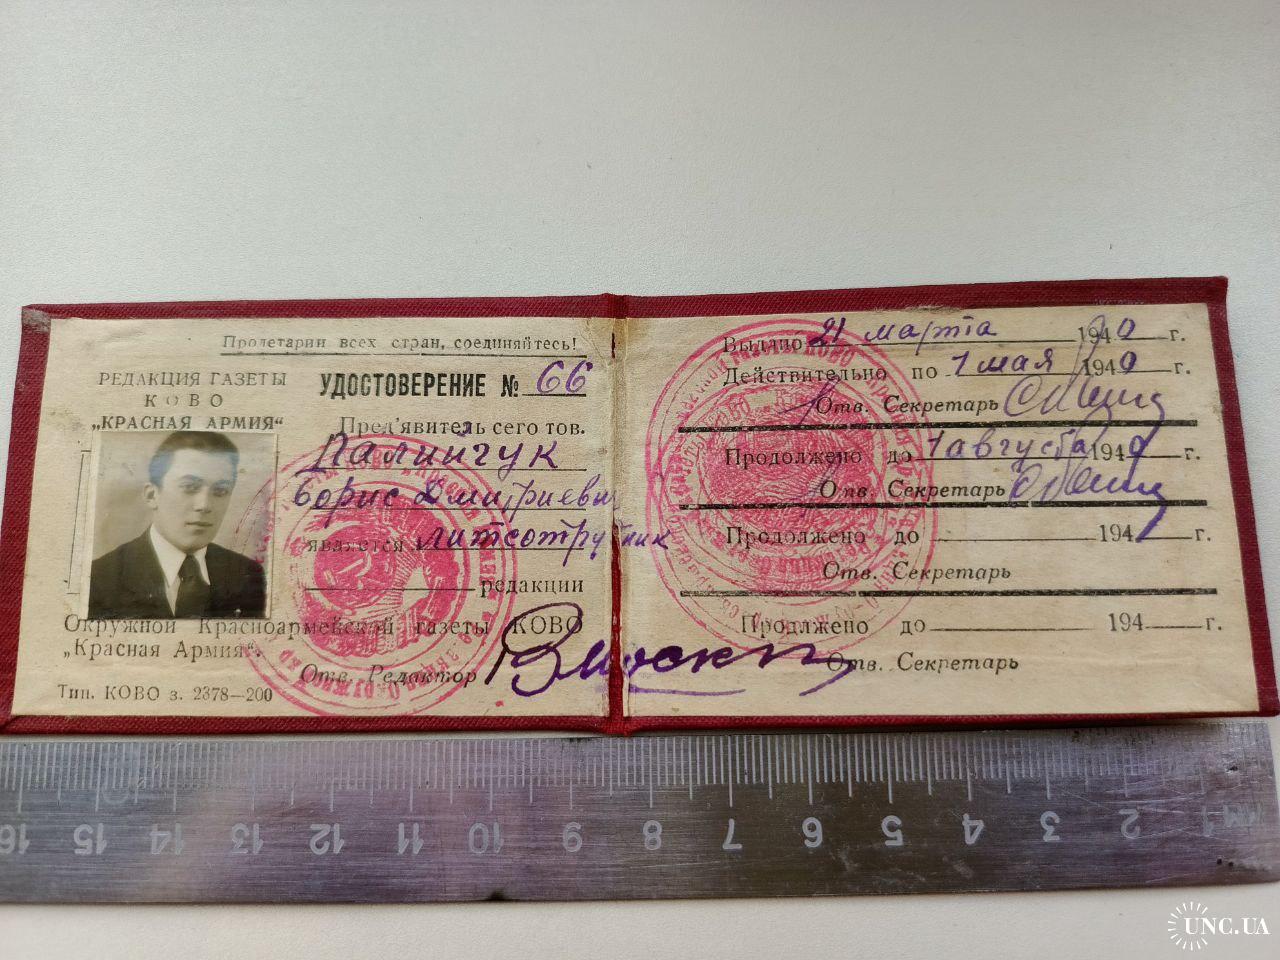 Пролетарии всех стран, соединяйтесь!
РЕДАКЦИЯ ГАЗЕТЫ
КОВО
„КРАСНАЯ АРМИЯ“
УДОСТОВЕРЕНИЕ № 66
Пред'явитель сего тов.
Палийчук
Борис Дмитриевич
является литсотрудник
редакции
Окружной Красноармейской газеты КОВО
„Красная Армия“.
Отв. Редактор
Тип. КОВО з. 2378—200
Выдано 21 марта 1940 г.
Действительно по 1 мая 1940 г.
Отв. Секретарь
Продолжено до 1 августа 1940 г.
Отв. Секретарь
Продолжено до 194 г.
Отв. Секретарь
Продлжено до 194 г.
Отв. Секретарь
16 15 14 13 12 11 10 9 8 7 6 5 4 3 2 1 мм
UNC.UA